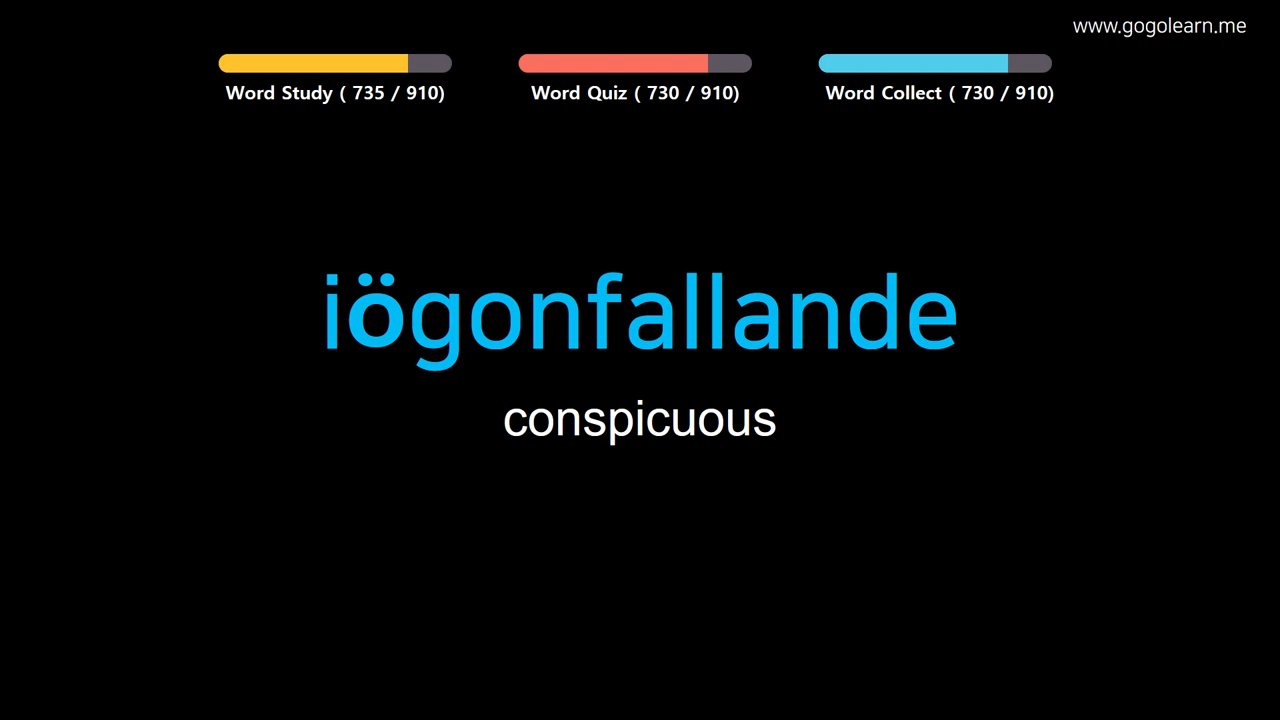 www.gogolearn.me
Word Study ( 735 / 910)
Word Quiz ( 730 / 910)
Word Collect ( 730 / 910)
iögonfallande
conspicuous